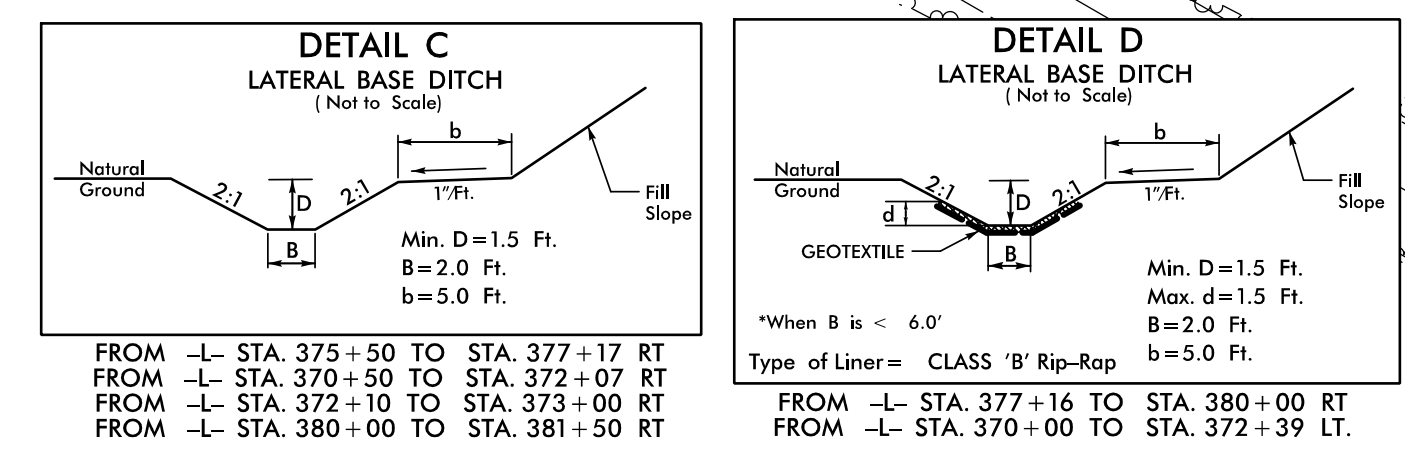 DETAIL C
LATERAL BASE DITCH
( Not to Scale)
b
Natural
Ground
2:1
D
2:1
1"/Ft.
Fill
Slope
B
Min. D=1.5 Ft.
B=2.0 Ft.
b=5.0 Ft.
FROM -L- STA. 375+50 TO STA. 377+17 RT
FROM -L- STA. 370+50 TO STA. 372+07 RT
FROM -L- STA. 372+10 TO STA. 373+00 RT
FROM -L- STA. 380+00 TO STA. 381+50 RT
DETAIL D
LATERAL BASE DITCH
( Not to Scale)
b
Natural
Ground
2:1
D
2:1
1"/Ft.
Fill
Slope
d
GEOTEXTILE
B
Min. D=1.5 Ft.
Max. d=1.5 Ft.
B=2.0 Ft.
b=5.0 Ft.
*When B is < 6.0'
Type of Liner= CLASS 'B' Rip-Rap
FROM -L- STA. 377+16 TO STA. 380+00 RT
FROM -L- STA. 370+00 TO STA. 372+39 LT.